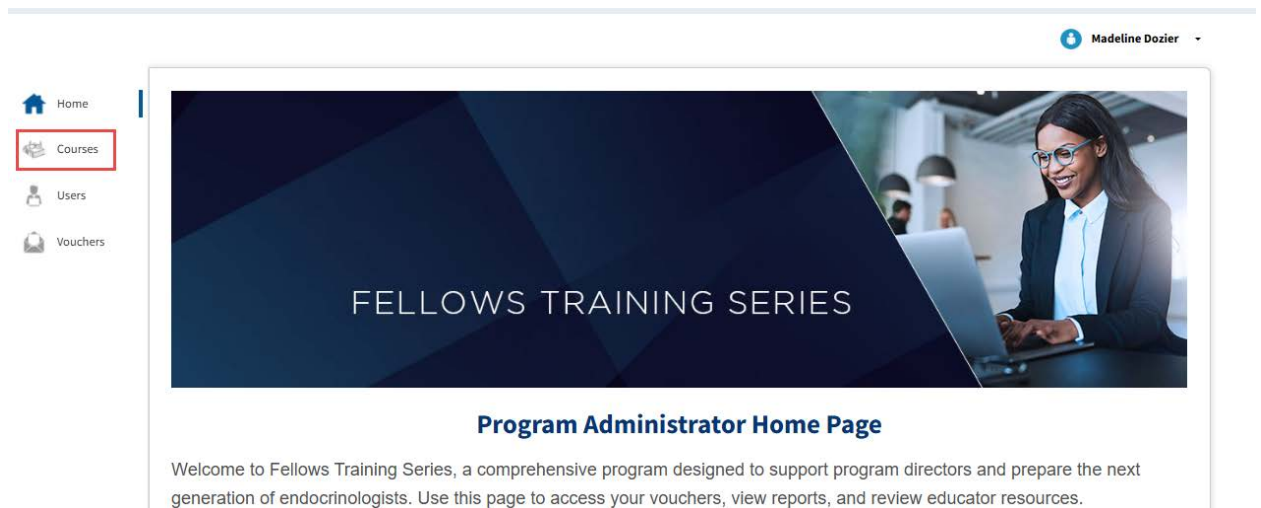 Madeline Dozier
Home
Courses
Users
Vouchers
FELLOWS TRAINING SERIES
Program Administrator Home Page
Welcome to Fellows Training Series, a comprehensive program designed to support program directors and prepare the next
generation of endocrinologists. Use this page to access your vouchers, view reports, and review educator resources.